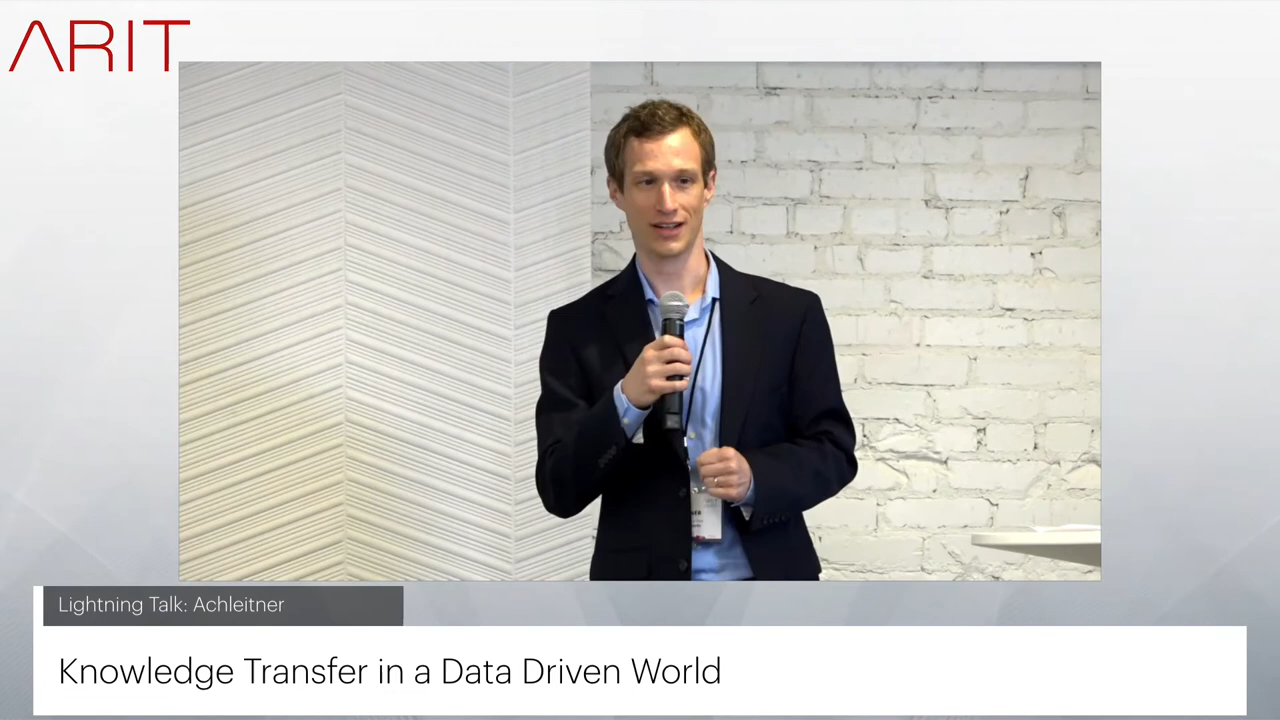 ARIT
Lightning Talk: Achleitner
Knowledge Transfer in a Data Driven World